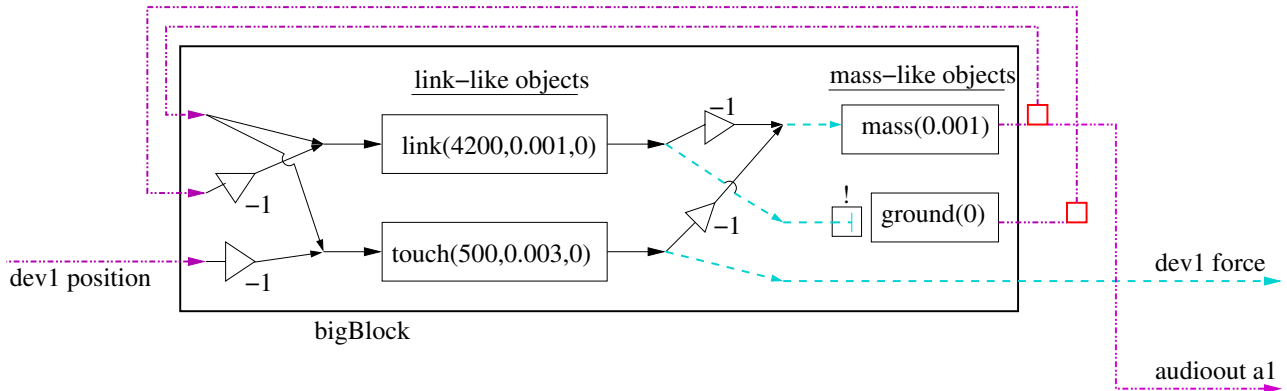 link−like objects
mass−like objects
−1
link(4200,0.001,0)
mass(0.001)
−1
!
ground(0)
−1
touch(500,0.003,0)
−1
dev1 position
dev1 force
bigBlock
audioout a1